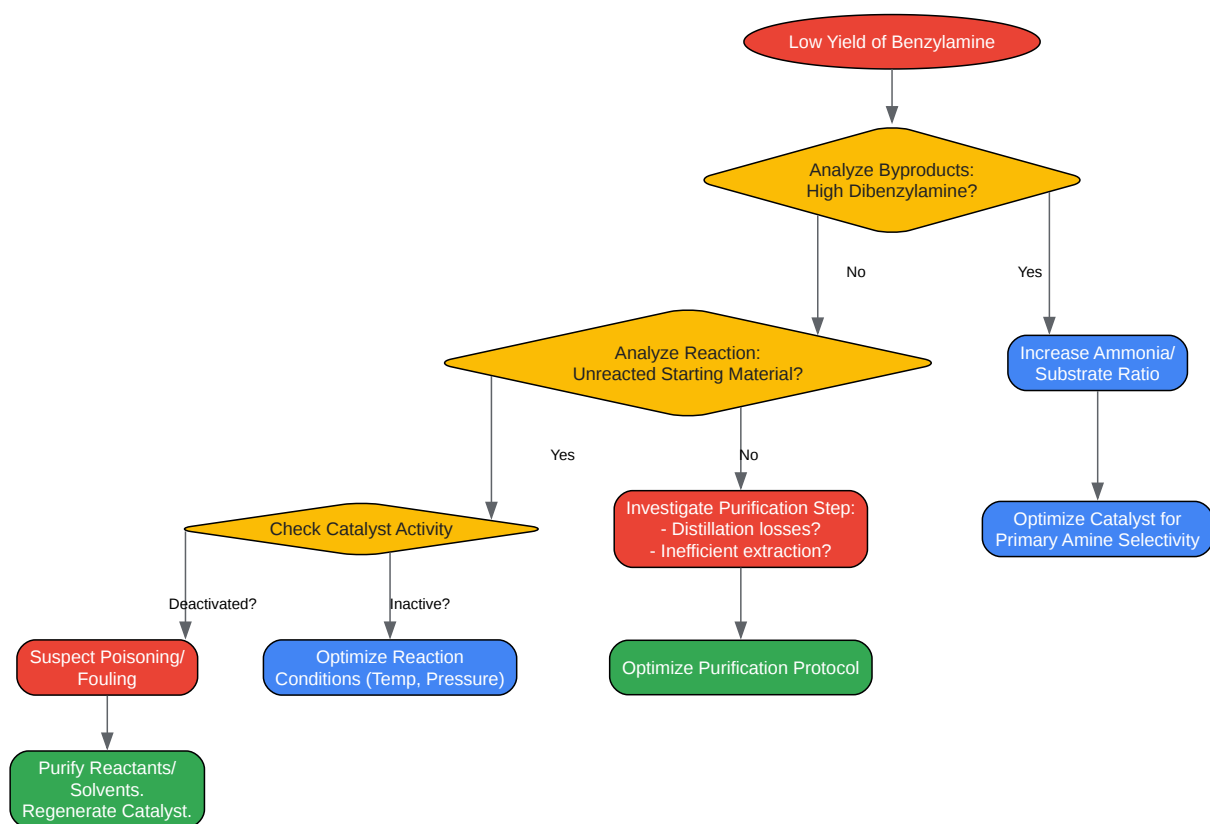 Low Yield of Benzylamine
Analyze Byproducts:
High Dibenzylamine?
No
Yes
Analyze Reaction:
Unreacted Starting Material?
Increase Ammonia/
Substrate Ratio
Yes
No
Check Catalyst Activity
Investigate Purification Step:
- Distillation losses?
- Inefficient extraction?
Optimize Catalyst for
Primary Amine Selectivity
Deactivated?
Inactive?
Suspect Poisoning/
Fouling
Optimize Reaction
Conditions (Temp, Pressure)
Optimize Purification Protocol
Purify Reactants/
Solvents.
Regenerate Catalyst.